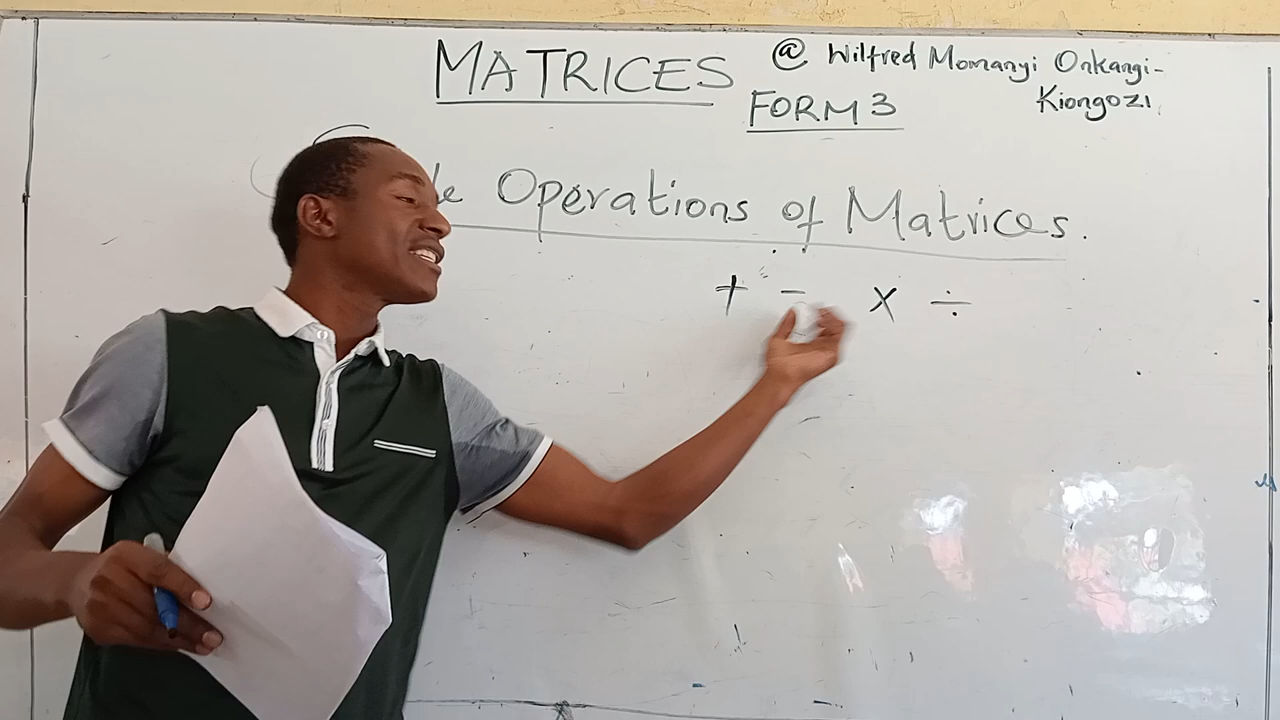 MATRICES @ Wilfred Momanyi Onkangi-
FORM 3 Kiongozi
Operations of Matrices.
+ - × ÷